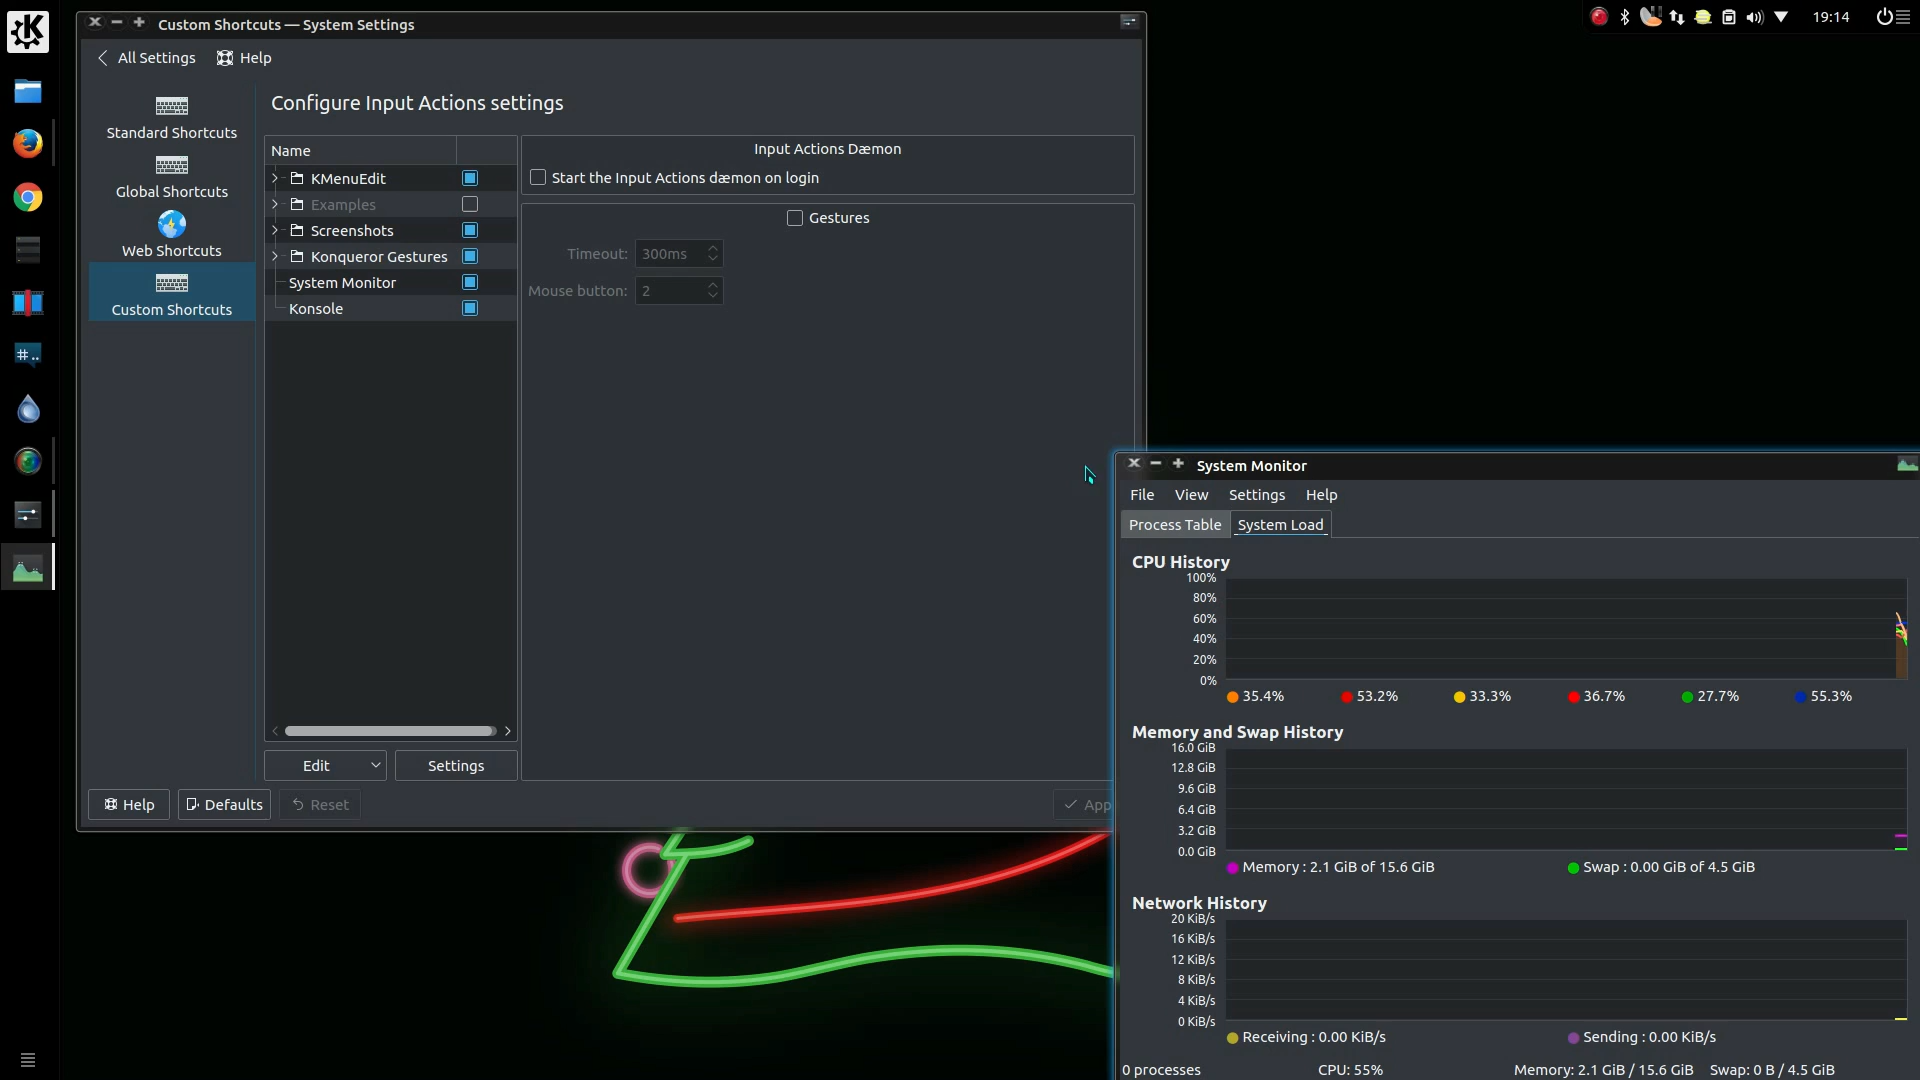 Custom Shortcuts — System Settings
19:14
All Settings
Help
Configure Input Actions settings
Standard Shortcuts
Global Shortcuts
Web Shortcuts
Custom Shortcuts
Name
KMenuEdit
Examples
Screenshots
Konqueror Gestures
System Monitor
Konsole
Input Actions Dæmon
Start the Input Actions dæmon on login
Gestures
Timeout: 300ms
Mouse button: 2
Edit
Settings
Help
Defaults
Reset
App
# ..
System Monitor
File View Settings Help
Process Table System Load
CPU History
100%
80%
60%
40%
20%
0%
35.4% 53.2% 33.3% 36.7% 27.7% 55.3%
Memory and Swap History
16.0 GiB
12.8 GiB
9.6 GiB
6.4 GiB
3.2 GiB
0.0 GiB
Memory : 2.1 GiB of 15.6 GiB Swap : 0.00 GiB of 4.5 GiB
Network History
20 KiB/s
16 KiB/s
12 KiB/s
8 KiB/s
4 KiB/s
0 KiB/s
Receiving : 0.00 KiB/s Sending : 0.00 KiB/s
0 processes CPU: 55% Memory: 2.1 GiB / 15.6 GiB Swap: 0 B / 4.5 GiB